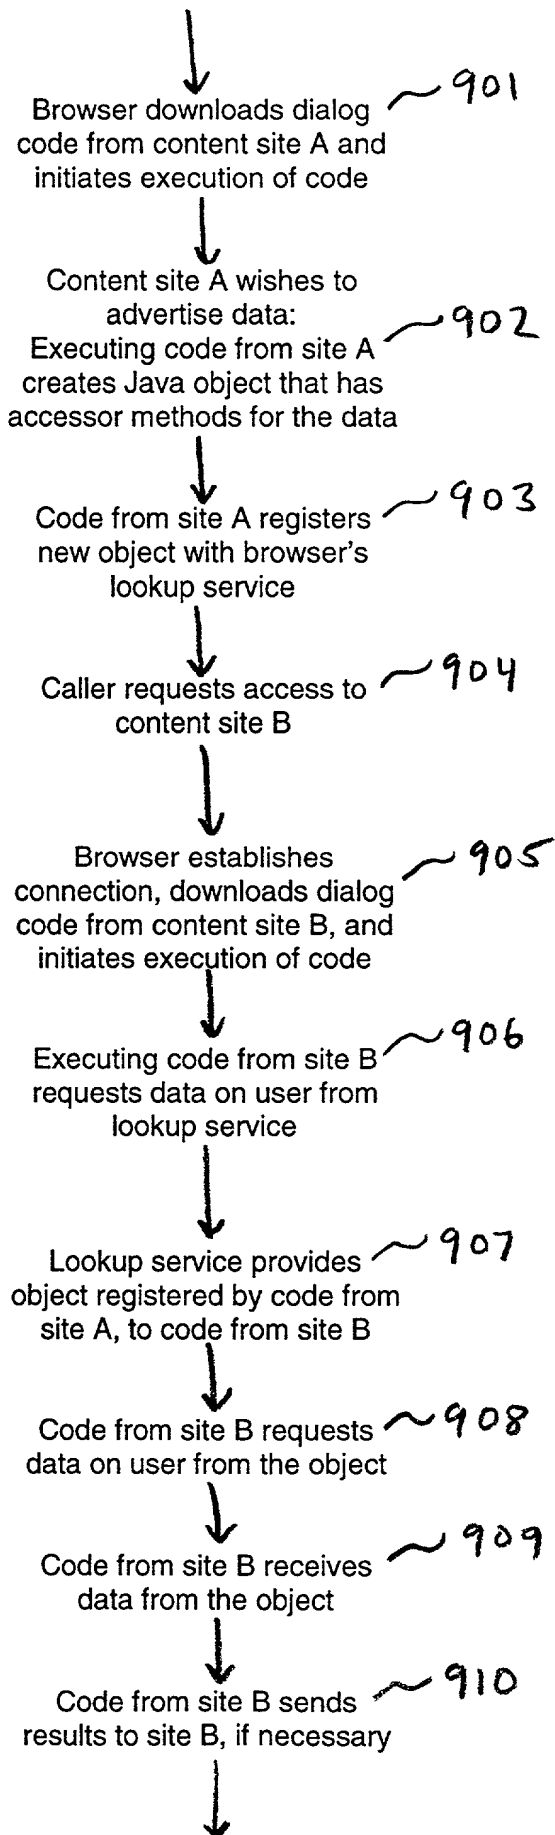 Browser downloads dialog 901
code from content site A and
initiates execution of code
Content site A wishes to
advertise data: 902
Executing code from site A
creates Java object that has
accessor methods for the data
Code from site A registers 903
new object with browser's
lookup service
Caller requests access to 904
content site B
Browser establishes 905
connection, downloads dialog
code from content site B, and
initiates execution of code
Executing code from site B 906
requests data on user from
lookup service
Lookup service provides 907
object registered by code from
site A, to code from site B
Code from site B requests 908
data on user from the object
Code from site B receives 909
data from the object
Code from site B sends 910
results to site B, if necessary